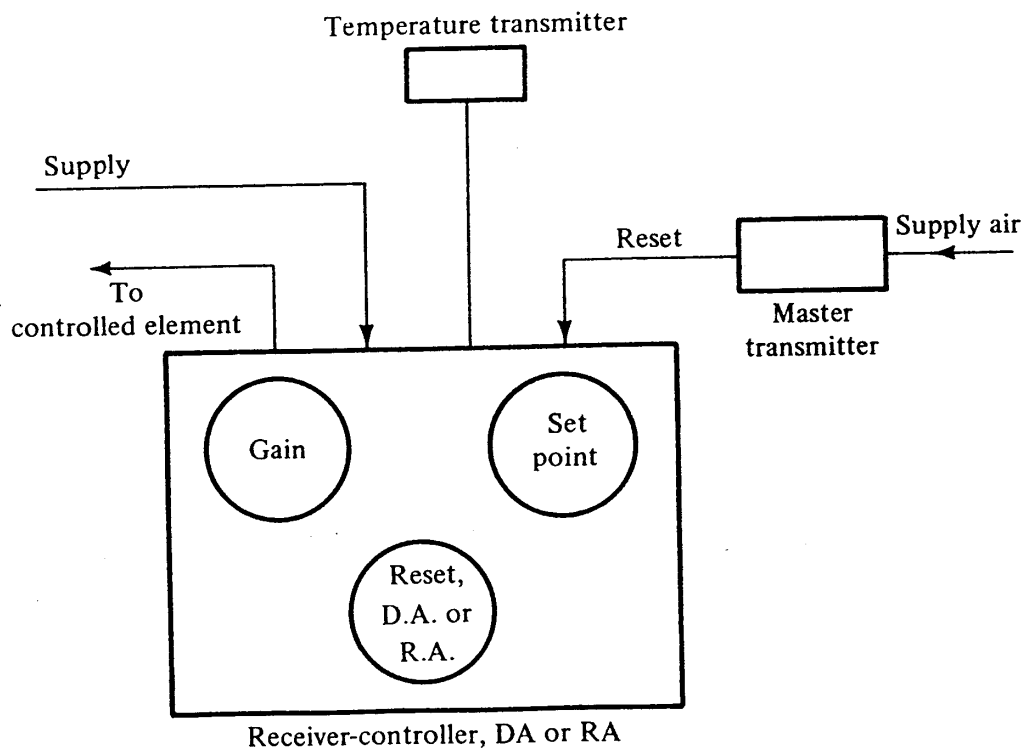 Temperature transmitter
Supply
Supply air
Reset
To
controlled element
Master
transmitter
Gain
Set
point
Reset,
D.A. or
R.A.
Receiver-controller, DA or RA